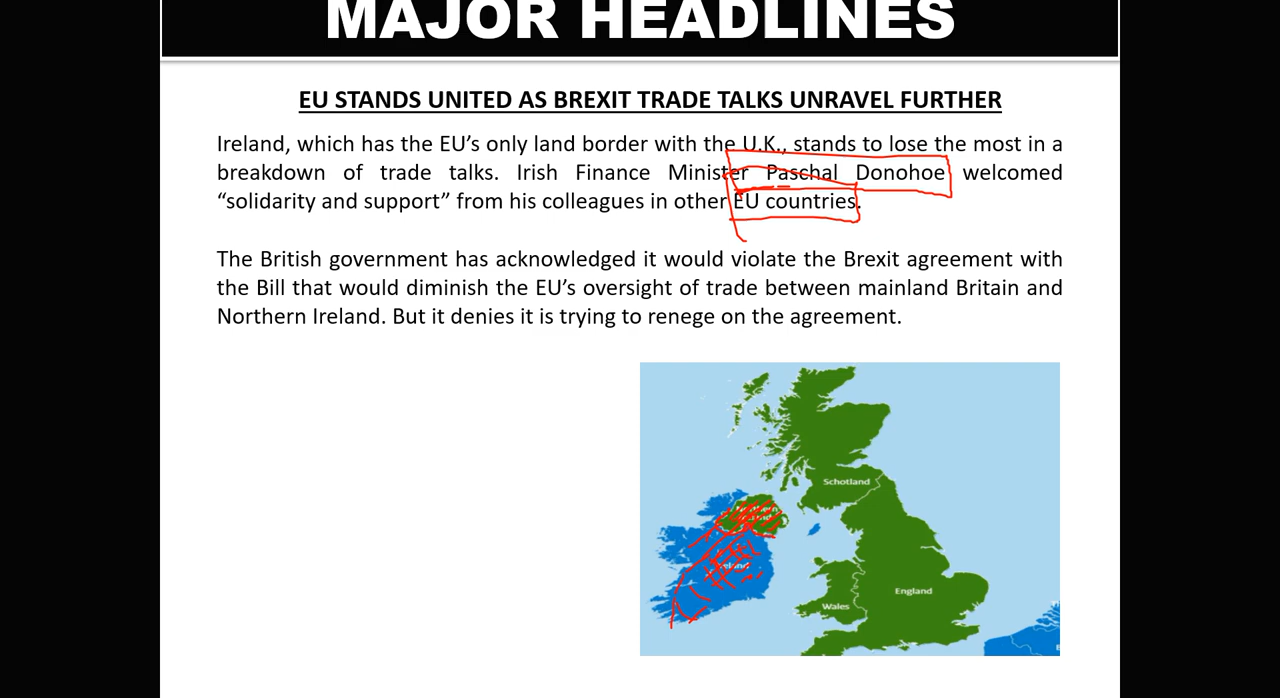 MAJOR HEADLINES
EU STANDS UNITED AS BREXIT TRADE TALKS UNRAVEL FURTHER
Ireland, which has the EU’s only land border with the U.K., stands to lose the most in a
breakdown of trade talks. Irish Finance Minister Paschal Donohoe welcomed
“solidarity and support” from his colleagues in other EU countries.
The British government has acknowledged it would violate the Brexit agreement with
the Bill that would diminish the EU’s oversight of trade between mainland Britain and
Northern Ireland. But it denies it is trying to renege on the agreement.
Schotland
Ireland
England
Wales